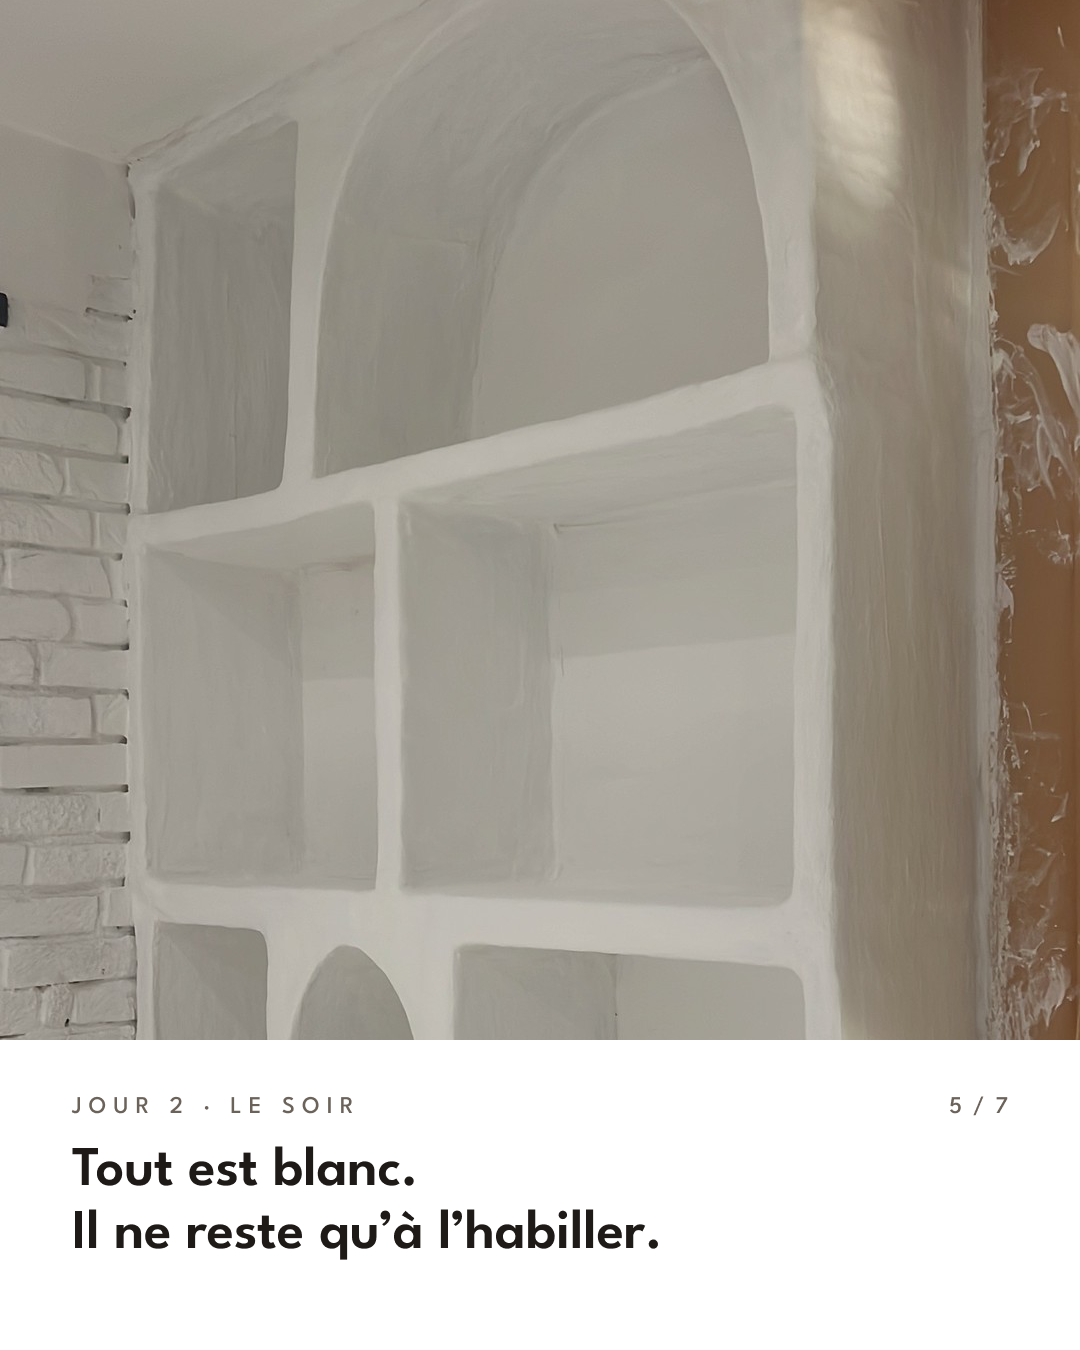 JOUR 2 · LE SOIR
5 / 7
Tout est blanc.
Il ne reste qu’à l’habiller.